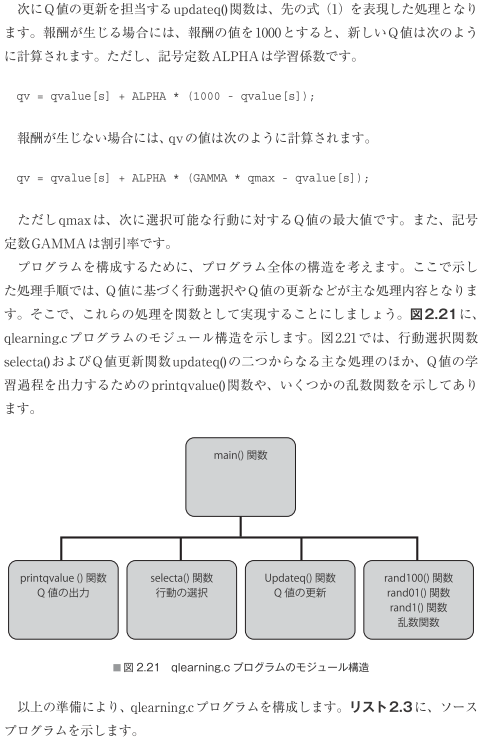 次にQ値の更新を担当するupdateq()関数は、先の式（1）を表現した処理となり
ます。報酬が生じる場合には、報酬の値を1000とすると、新しいQ値は次のよう
に計算されます。ただし、記号定数ALPHAは学習係数です。
qv = qvalue[s] + ALPHA * (1000 - qvalue[s]);
報酬が生じない場合には、qvの値は次のように計算されます。
qv = qvalue[s] + ALPHA * (GAMMA * qmax - qvalue[s]);
ただしqmaxは、次に選択可能な行動に対するQ値の最大値です。また、記号
定数GAMMAは割引率です。
プログラムを構成するために、プログラム全体の構造を考えます。ここで示し
た処理手順では、Q値に基づく行動選択やQ値の更新などが主な処理内容となりま
す。そこで、これらの処理を関数として実現することにしましょう。図2.21に、
qlearning.cプログラムのモジュール構造を示します。図2.21では、行動選択関数
selecta()およびQ値更新関数updateq()の二つからなる主な処理のほか、Q値の学
習過程を出力するためのprintqvalue()関数や、いくつかの乱数関数を示してあり
ます。
main() 関数
printqvalue () 関数
Q 値の出力
selecta() 関数
行動の選択
Updateq() 関数
Q 値の更新
rand100() 関数
rand01() 関数
rand1() 関数
乱数関数
■図 2.21　qlearning.c プログラムのモジュール構造
以上の準備により、qlearning.cプログラムを構成します。リスト2.3に、ソース
プログラムを示します。